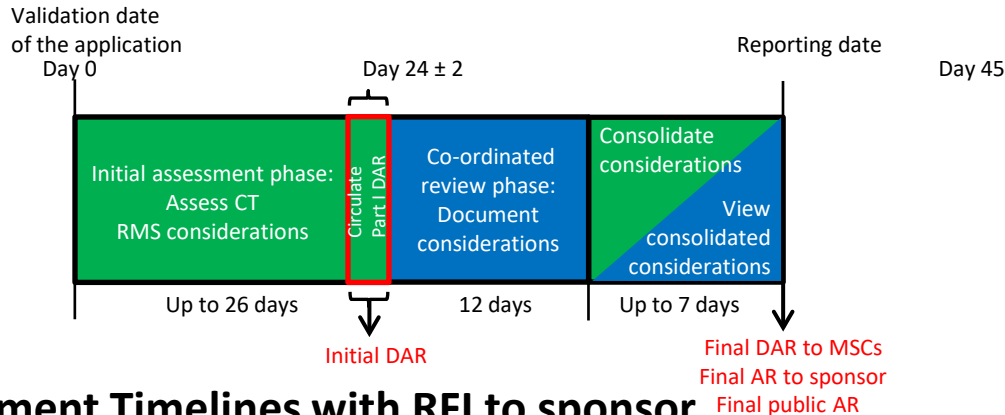 Validation date
of the application
Day 0
Day 24 ± 2
Reporting date
Day 45
Initial assessment phase:
Assess CT
RMS considerations
Circulate
Part I DAR
Co-ordinated
review phase:
Document
considerations
Consolidate
considerations
View
consolidated
considerations
Up to 26 days
12 days
Up to 7 days
Initial DAR
Final DAR to MSCs
Final AR to sponsor
Final public AR
ment Timelines with RFI to sponsor